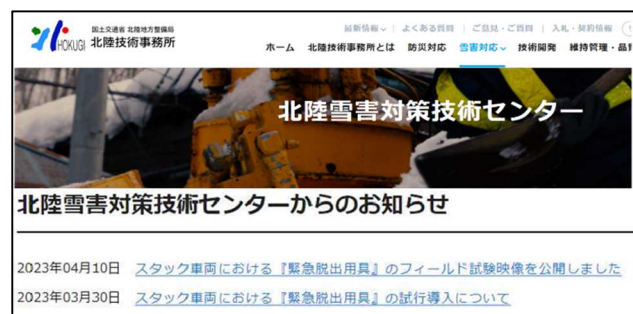 HOKUGI
国土交通省 北陸地方整備局
北陸技術事務所
最新情報 | よくある質問 | ご意見・ご質問 | 入札・契約情報
ホーム 北陸技術事務所とは 防災対応 雪害対応 技術開発 維持管理・品
北陸雪害対策技術センター
北陸雪害対策技術センターからのお知らせ
2023年04月10日 スタック車両における『緊急脱出用具』のフィールド試験映像を公開しました
2023年03月30日 スタック車両における『緊急脱出用具』の試行導入について